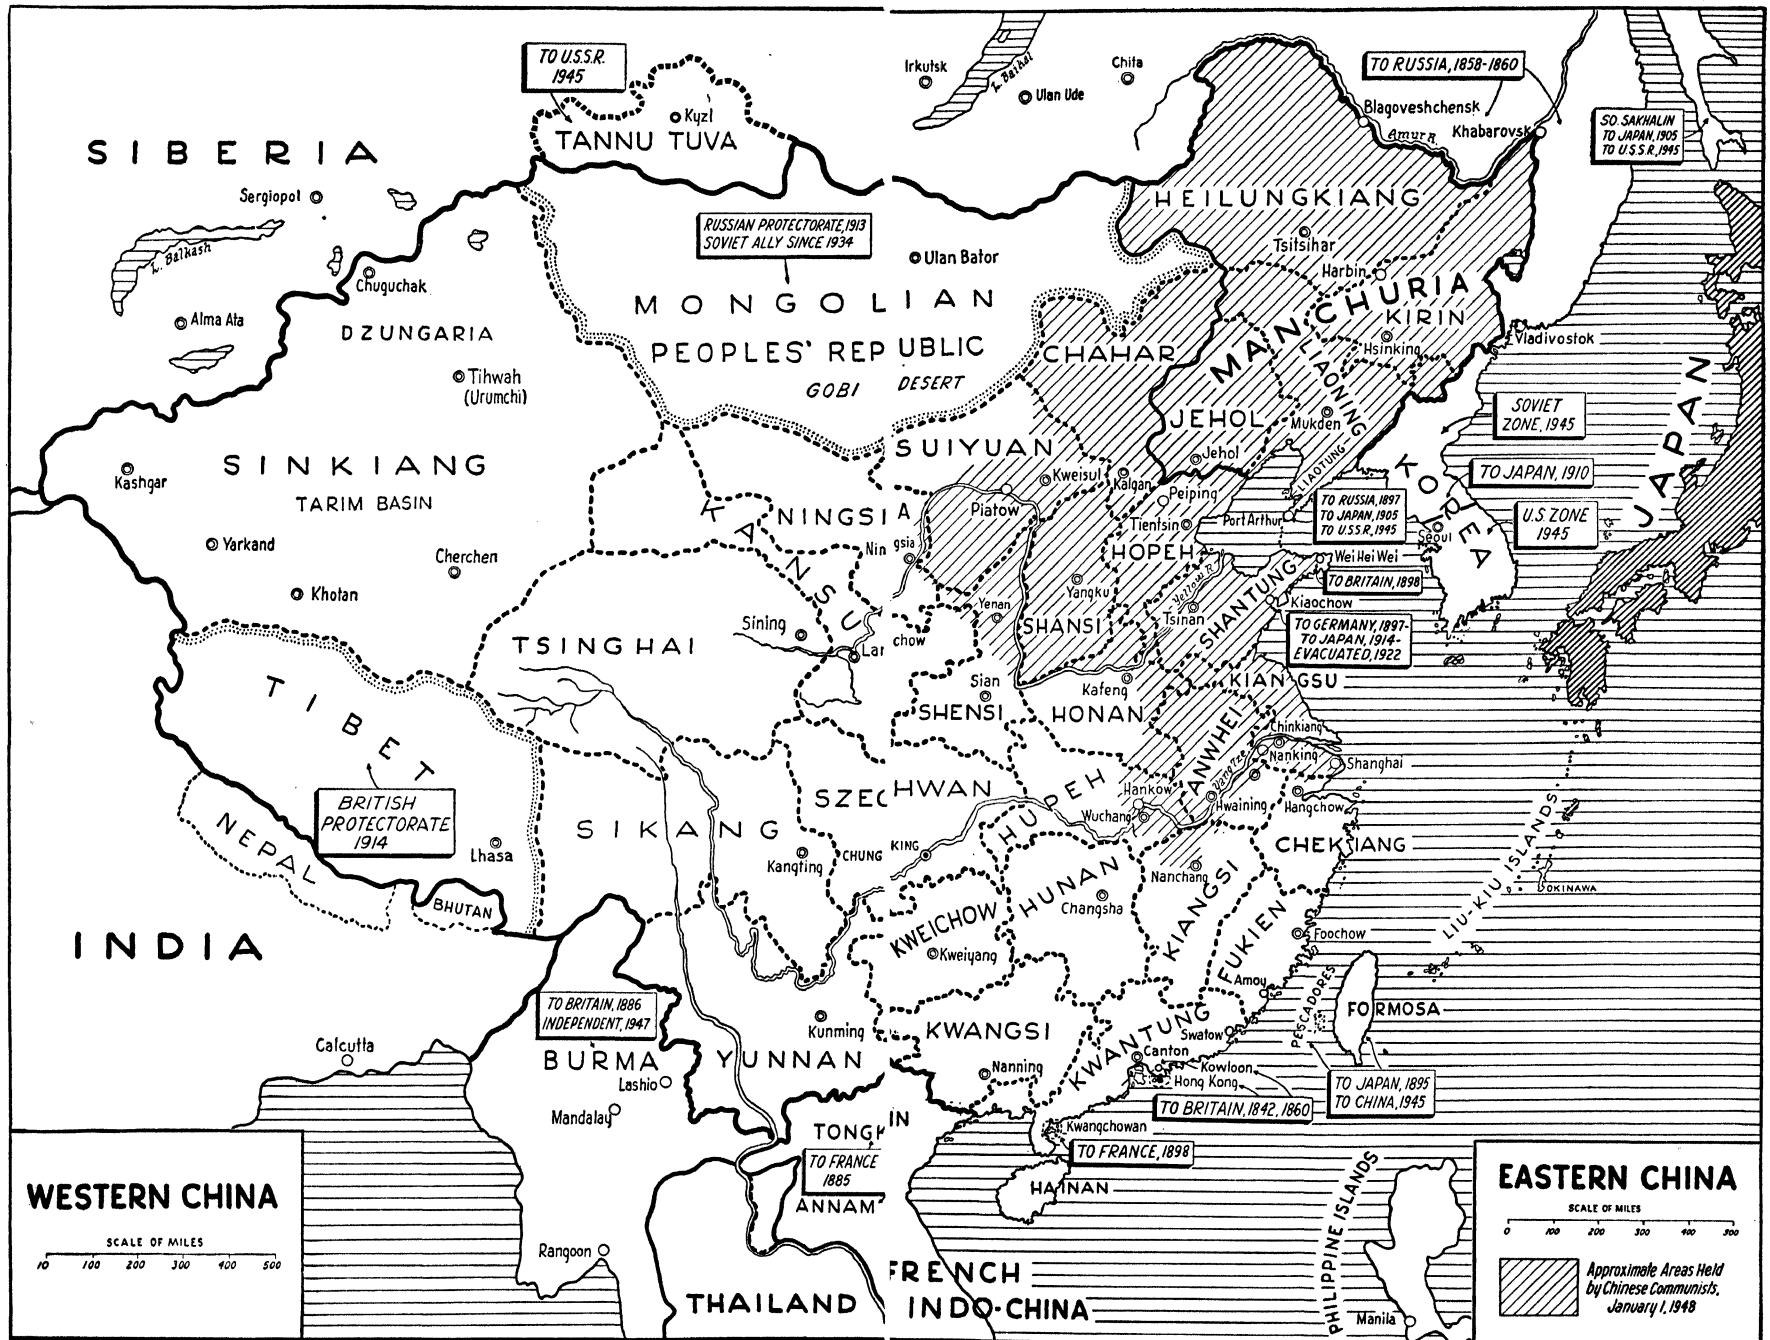 TO U.S.S.R.
1945
Kyzl
TANNU TUVA
SIBERIA
Sergiopol
L. Balkash
Chuguchak
Alma Ata
DZUNGARIA
Tihwah
(Urumchi)
RUSSIAN PROTECTORATE, 1913
SOVIET ALLY SINCE 1934
Ulan Bator
MONGOLIAN
PEOPLES' REPUBLIC
GOBI DESERT
SINKIANG
TARIM BASIN
Kashgar
Yarkand
Khotan
Cherchen
KANSU
NINGSIA
Ningsia
TSINGHAI
Sining
Lanchow
TIBET
BRITISH
PROTECTORATE
1914
Lhasa
NEPAL
BHUTAN
INDIA
SIKANG
Kangting
SZECHWAN
CHUNGKING
Calcutta
TO BRITAIN, 1886
INDEPENDENT, 1947
BURMA
Lashio
Mandalay
Rangoon
YUNNAN
Kunming
TONGKIN
TO FRANCE
1885
ANNAM
THAILAND
FRENCH
INDO-CHINA
WESTERN CHINA
SCALE OF MILES
10 100 200 300 400 500
Irkutsk
L. Baikal
Ulan Ude
Chita
TO RUSSIA, 1858-1860
Blagoveshchensk
Amur R.
Khabarovsk
SO. SAKHALIN
TO JAPAN, 1905
TO U.S.S.R., 1945
HEILUNGKIANG
Tsitsihar
Harbin
MANCHURIA
KIRIN
Hsinking
Vladivostok
CHAHAR
LAONING
JEHOL
Mukden
Jehol
LIAOTUNG
SUIYUAN
Kweisul
Kalgan
Piatow
Peiping
Tientsin
Port Arthur
TO RUSSIA, 1897
TO JAPAN, 1905
TO U.S.S.R., 1945
SOVIET
ZONE, 1945
TO JAPAN, 1910
KOREA
Seoul
U.S ZONE
1945
JAPAN
HOPEH
Yangku
Yenan
SHANSI
Yellow R.
Tsinan
SHANTUNG
Wei Hei Wei
TO BRITAIN, 1898
Kiaochow
TO GERMANY, 1897-
TO JAPAN, 1914-
EVACUATED, 1922
Sian
SHENSI
Kafeng
HONAN
KIANGSU
ANWHEI
Chinkiang
Nanking
Yangtze
Shanghai
Hwaining
Hangchow
HUPEH
Hankow
Wuchang
CHEKIANG
Nanchang
HUNAN
Changsha
KIANGSI
FUKIEN
Foochow
Amoy
KWEICHOW
Kweiyang
KWANGSI
Nanning
KWANTUNG
Swatow
Canton
Kowloon
Hong Kong
TO BRITAIN, 1842, 1860
Kwangchowan
TO FRANCE, 1898
HAINAN
PESCADORES
FORMOSA
TO JAPAN, 1895
TO CHINA, 1945
LIU-KIU ISLANDS
OKINAWA
PHILIPPINE ISLANDS
Manila
EASTERN CHINA
SCALE OF MILES
0 100 200 300 400 500
Approximate Areas Held
by Chinese Communists,
January 1, 1948